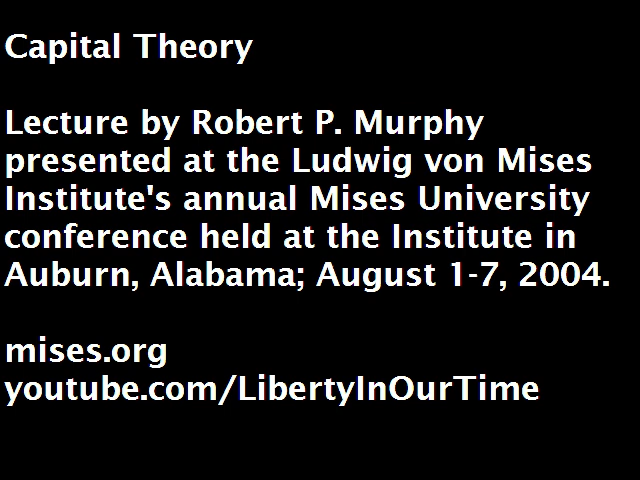 Capital Theory
Lecture by Robert P. Murphy
presented at the Ludwig von Mises
Institute's annual Mises University
conference held at the Institute in
Auburn, Alabama; August 1-7, 2004.
mises.org
youtube.com/LibertyInOurTime